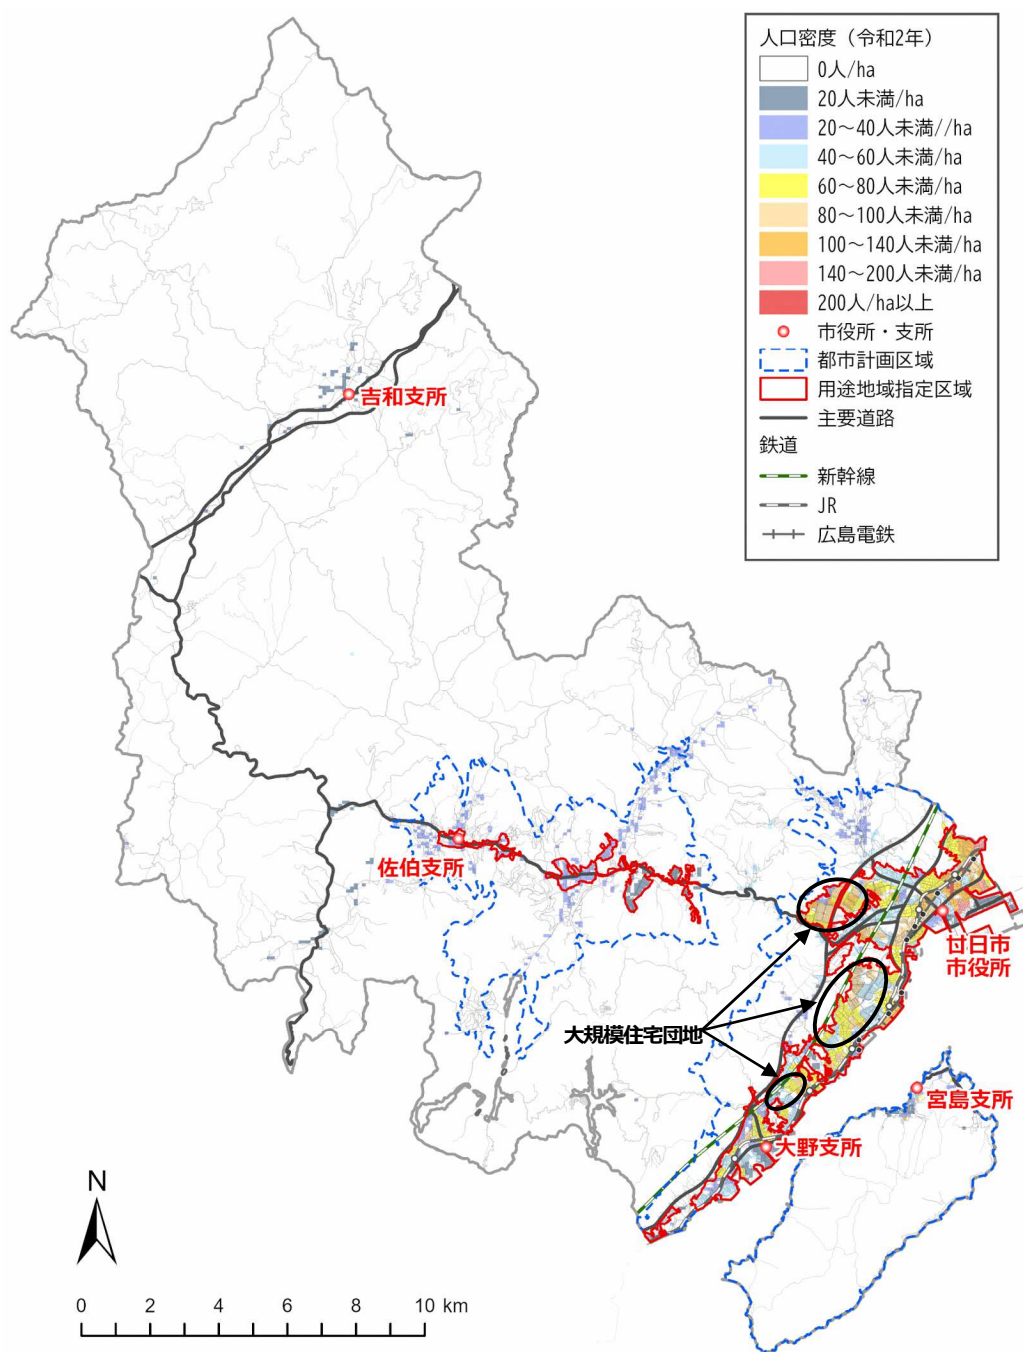 人口密度（令和2年）
0人/ha
20人未満/ha
20～40人未満//ha
40～60人未満/ha
60～80人未満/ha
80～100人未満/ha
100～140人未満/ha
140～200人未満/ha
200人/ha以上
市役所・支所
都市計画区域
用途地域指定区域
主要道路
鉄道
新幹線
JR
広島電鉄
吉和支所
佐伯支所
廿日市
市役所
大規模住宅団地
宮島支所
大野支所
N
0 2 4 6 8 10 km